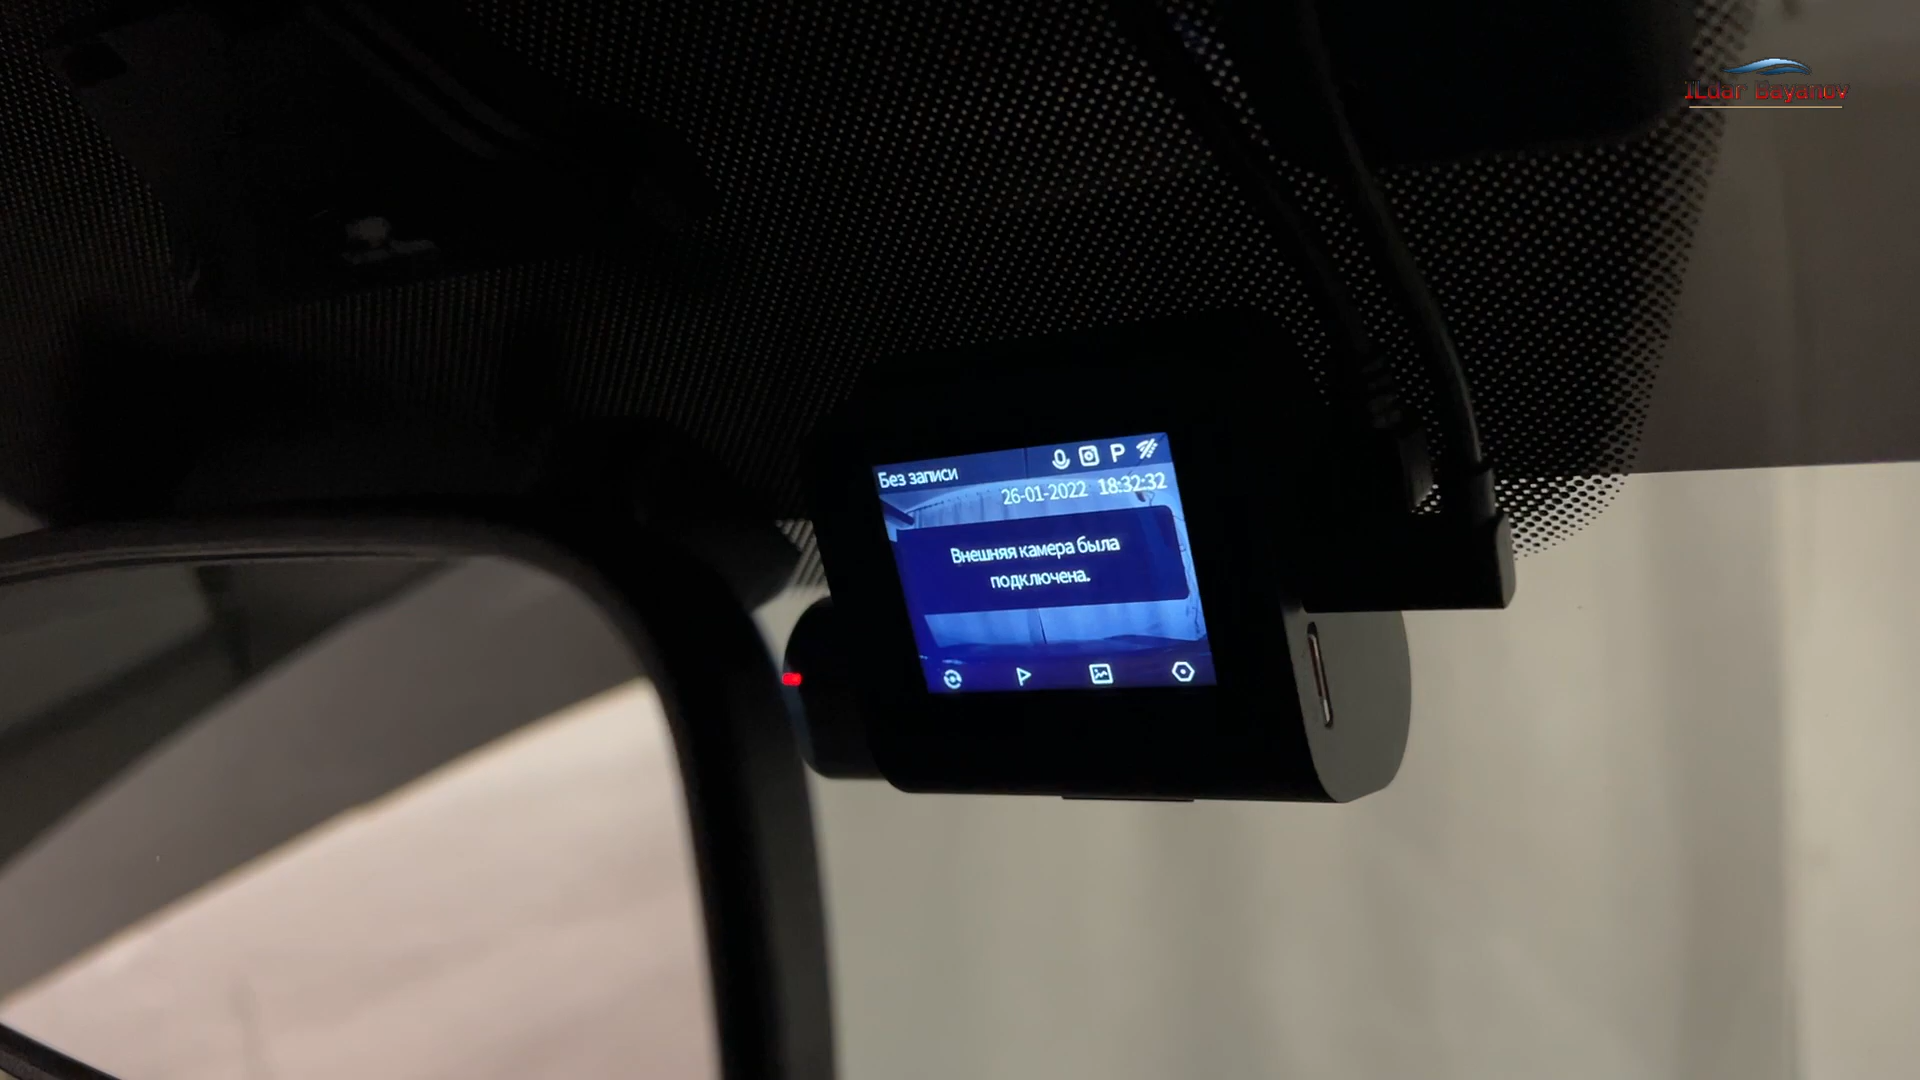 ILdar Bayanov
Без записи
P
26-01-2022 18:32:32
Внешняя камера была
подключена.